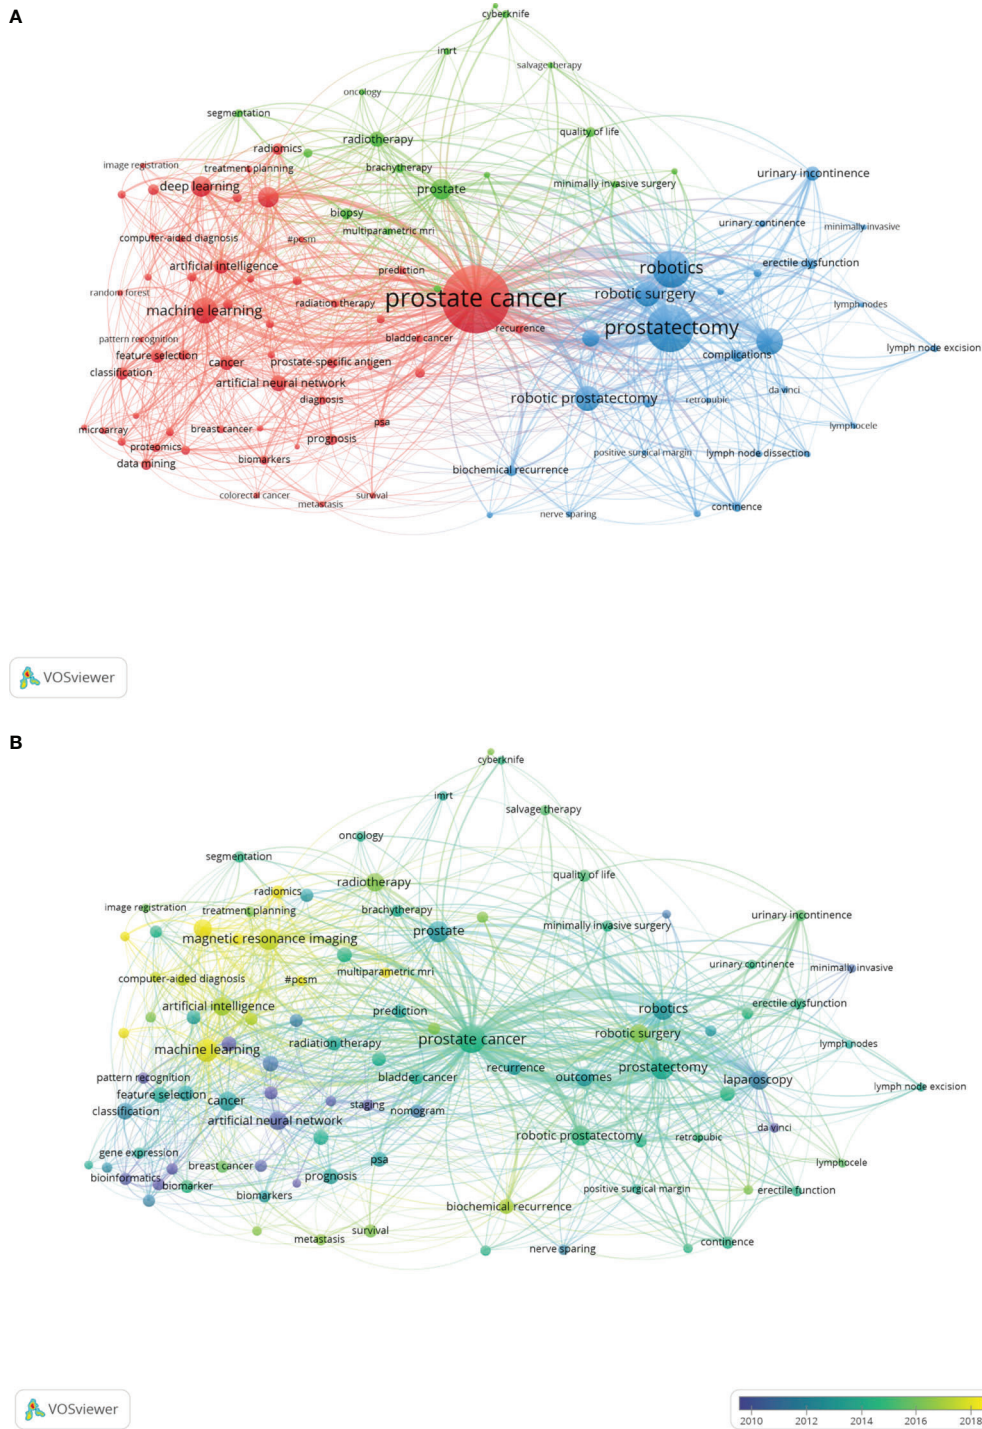 A
cyberknife
imrt
salvage therapy
oncology
segmentation
quality of life
radiotherapy
radiomics
image registration
treatment planning
brachytherapy
urinary incontinence
deep learning
prostate
minimally invasive surgery
biopsy
urinary continence
minimally invasive
multiparametric mri
computer-aided diagnosis
#pcsm
artificial intelligence
prediction
robotics
erectile dysfunction
random forest
robotic surgery
prostate cancer
radiation therapy
lymph nodes
machine learning
recurrence
prostatectomy
pattern recognition
bladder cancer
lymph node excision
feature selection
cancer
prostate-specific antigen
complications
classification
artificial neural network
da vinci
diagnosis
robotic prostatectomy
retropubic
psa
lymphocele
microarray
breast cancer
prognosis
proteomics
positive surgical margin
lymph node dissection
data mining
biomarkers
biochemical recurrence
colorectal cancer
survival
metastasis
continence
nerve sparing
VOSviewer
B
cyberknife
imrt
salvage therapy
oncology
segmentation
quality of life
radiotherapy
radiomics
image registration
treatment planning
brachytherapy
urinary incontinence
minimally invasive surgery
prostate
magnetic resonance imaging
urinary continence
minimally invasive
multiparametric mri
computer-aided diagnosis
#pcsm
artificial intelligence
prediction
robotics
erectile dysfunction
robotic surgery
prostate cancer
radiation therapy
lymph nodes
machine learning
recurrence
prostatectomy
pattern recognition
bladder cancer
outcomes
laparoscopy
lymph node excision
feature selection
cancer
staging
nomogram
classification
artificial neural network
da vinci
robotic prostatectomy
retropubic
gene expression
psa
lymphocele
breast cancer
bioinformatics
biomarker
prognosis
positive surgical margin
erectile function
biomarkers
biochemical recurrence
survival
metastasis
continence
nerve sparing
VOSviewer
2010 2012 2014 2016 2018